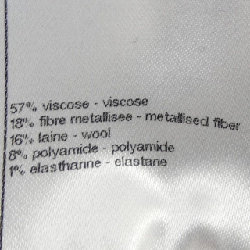 57% viscose - viscose
18% fibre metallisee - metallised fiber
16% laine - wool
8% polyamide - polyamide
1% elasthanne - elastane